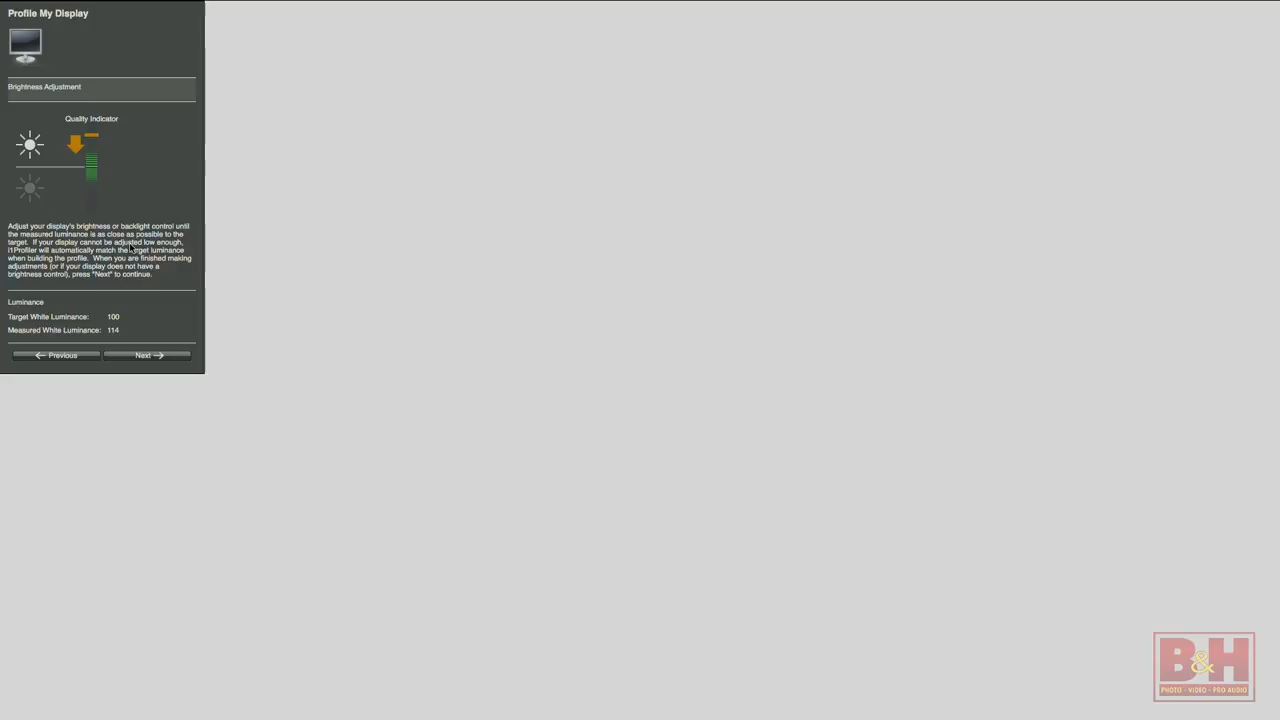 Profile My Display
Brightness Adjustment
Quality Indicator
Adjust your display's brightness or backlight control until
the measured luminance is as close as possible to the
target. If your display cannot be adjusted low enough,
i1Profiler will automatically match the target luminance
when building the profile. When you are finished making
adjustments (or if your display does not have a
brightness control), press "Next" to continue.
Luminance
Target White Luminance: 100
Measured White Luminance: 114
Previous Next
B&H
PHOTO - VIDEO - PRO AUDIO